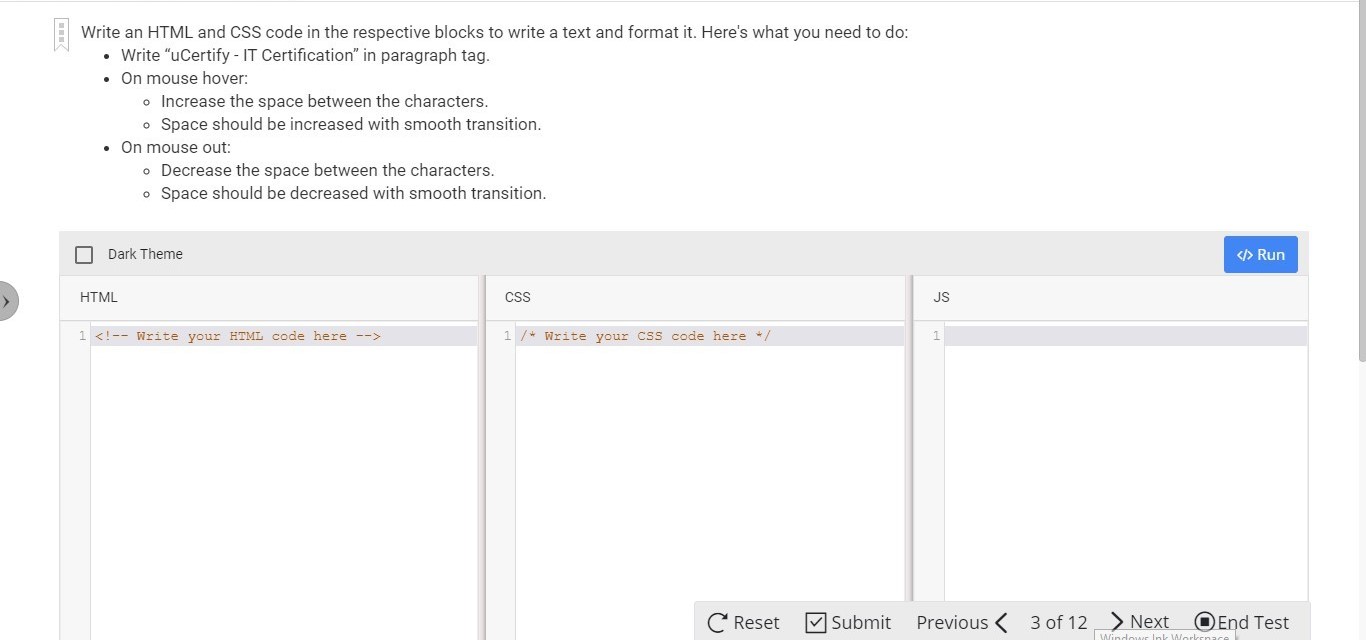 Write an HTML and CSS code in the respective blocks to write a text and format it. Here's what you need to do:
Write “uCertify - IT Certification” in paragraph tag.
On mouse hover:
Increase the space between the characters.
Space should be increased with smooth transition.
On mouse out:
Decrease the space between the characters.
Space should be decreased with smooth transition.
Dark Theme
</> Run
HTML
CSS
JS
1 <!-- Write your HTML code here -->
1 /* Write your CSS code here */
1
Reset Submit Previous 3 of 12 Next End Test
Windows Ink Workspace